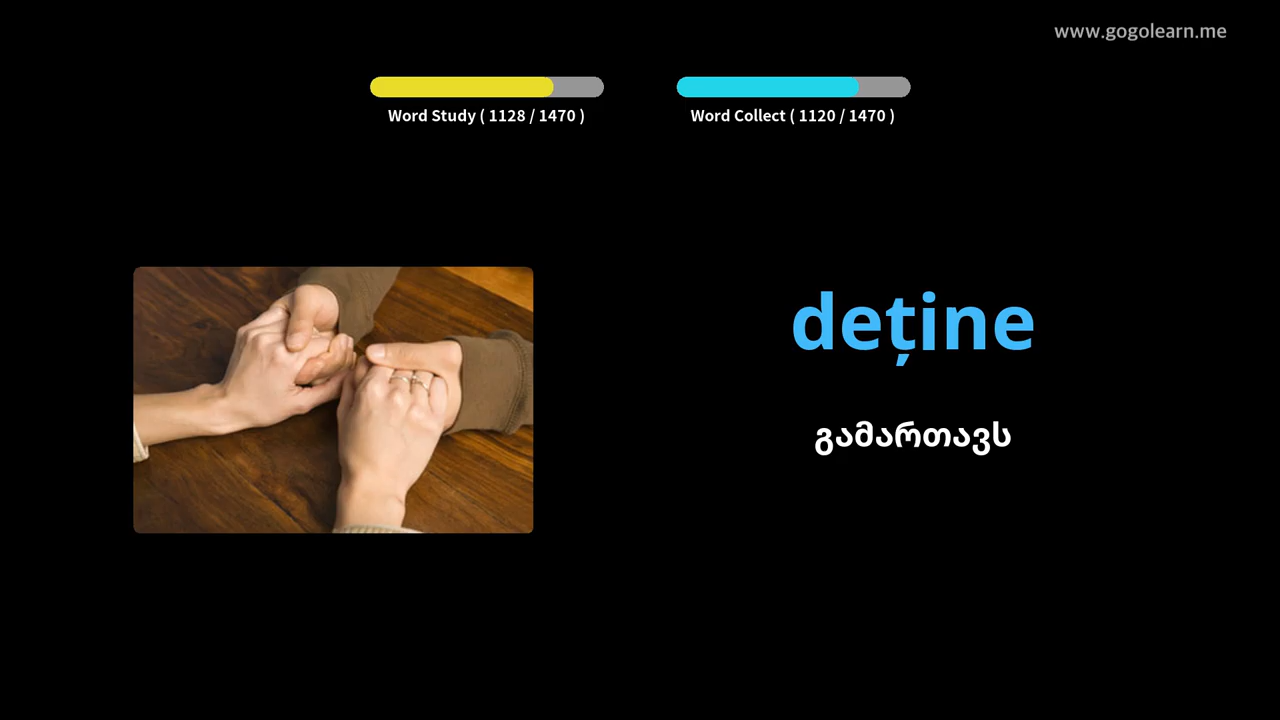 www.gogolearn.me
Word Study ( 1128 / 1470 )
Word Collect ( 1120 / 1470 )
deține
გამართავს